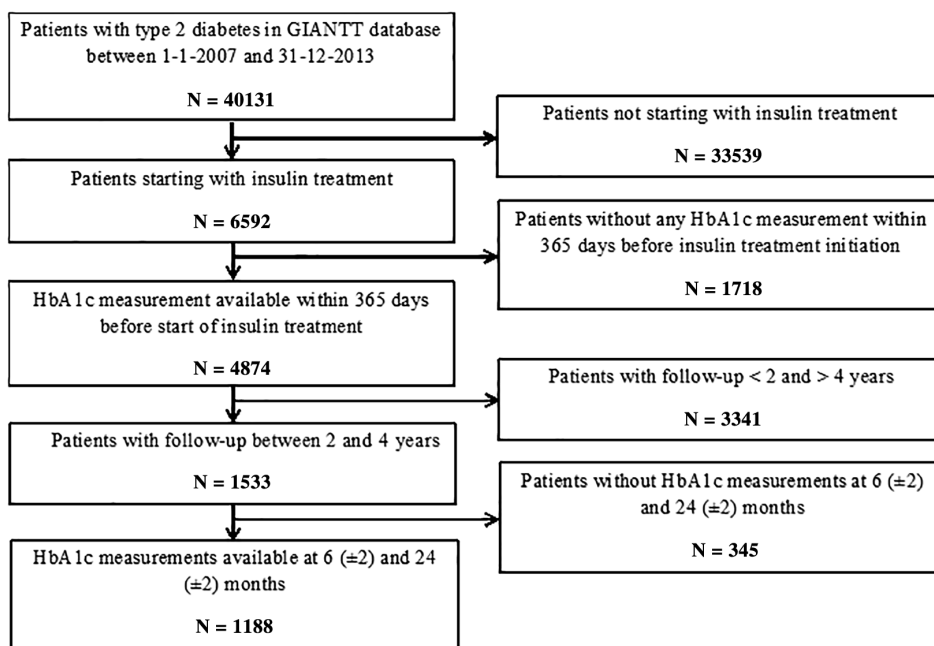 Patients with type 2 diabetes in GIANTT database
between 1-1-2007 and 31-12-2013
N = 40131
Patients not starting with insulin treatment
N = 33539
Patients starting with insulin treatment
N = 6592
Patients without any HbA1c measurement within
365 days before insulin treatment initiation
N = 1718
HbA1c measurement available within 365 days
before start of insulin treatment
N = 4874
Patients with follow-up < 2 and > 4 years
N = 3341
Patients with follow-up between 2 and 4 years
N = 1533
Patients without HbA1c measurements at 6 (±2)
and 24 (±2) months
N = 345
HbA1c measurements available at 6 (±2) and 24
(±2) months
N = 1188